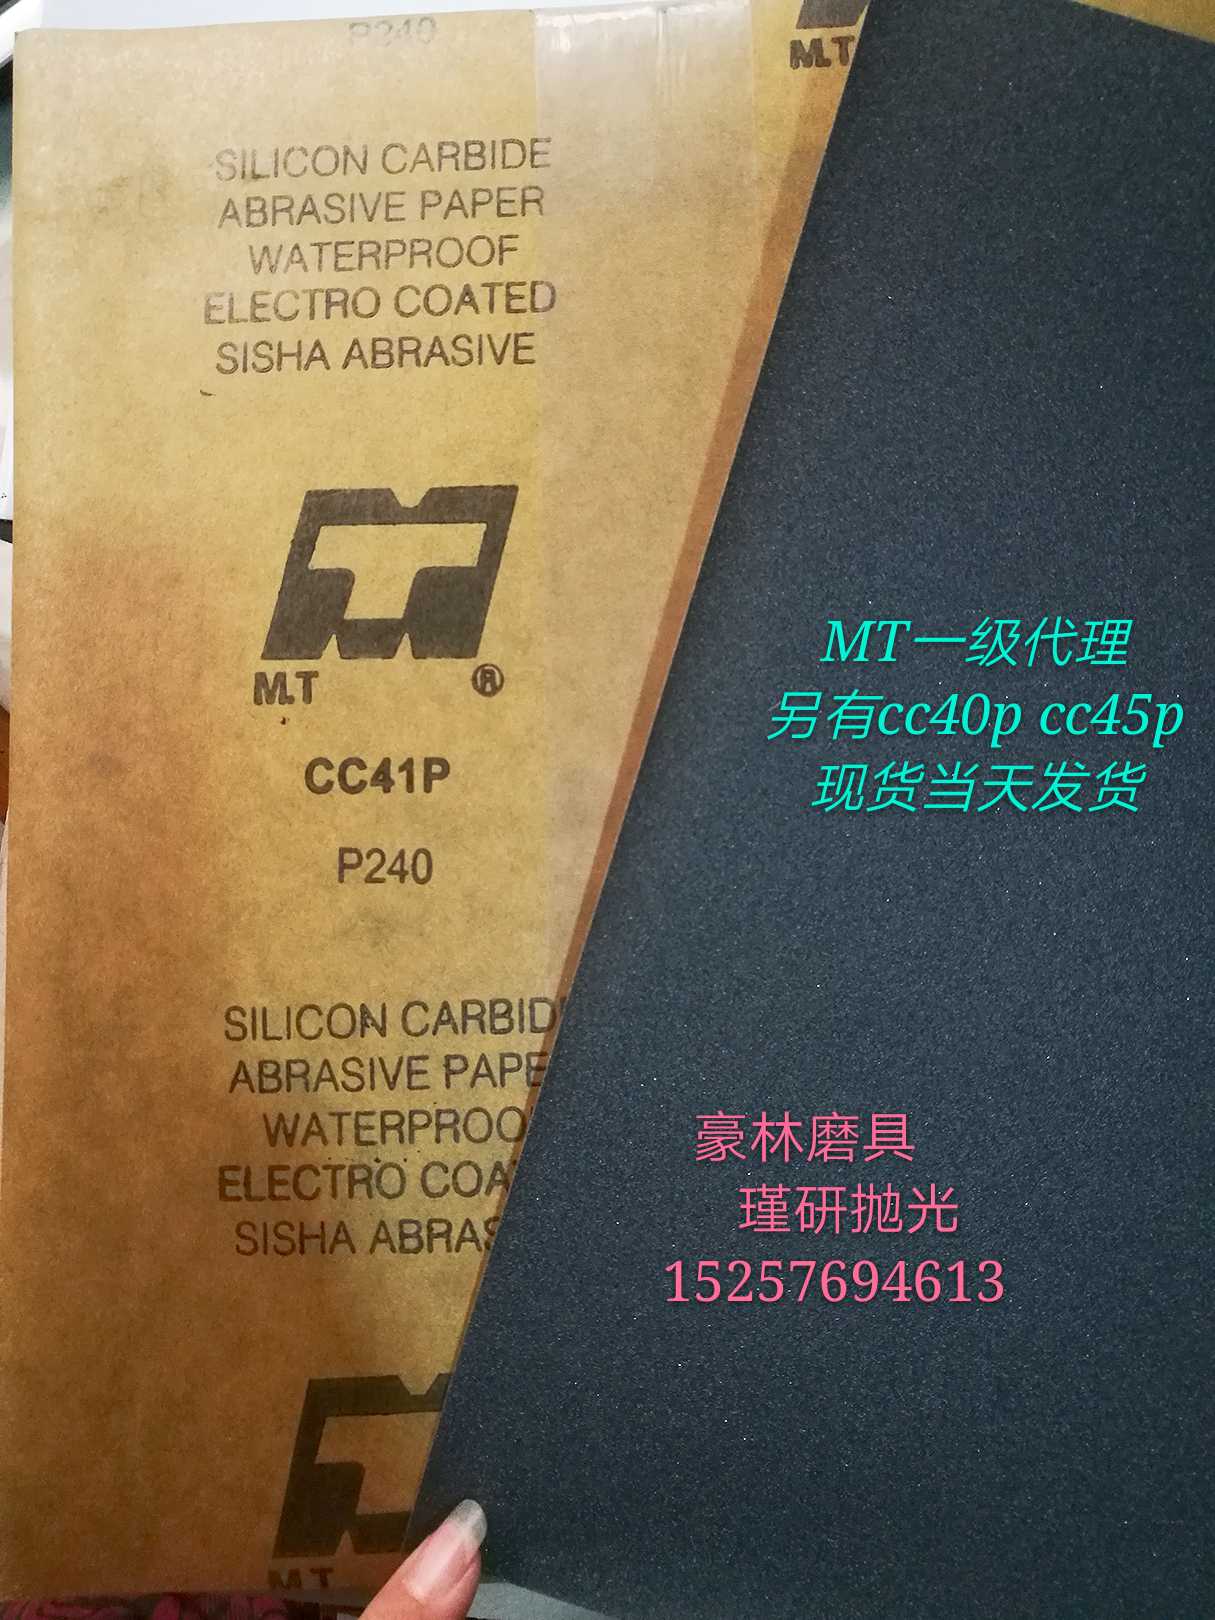 P240
M.T
SILICON CARBIDE
ABRASIVE PAPER
WATERPROOF
ELECTRO COATED
SISHA ABRASIVE
M.T ®
CC41P
P240
MT一级代理
另有cc40p cc45p
现货当天发货
SILICON CARBID
ABRASIVE PAPE
WATERPROO
ELECTRO COA
SISHA ABRAS
豪林磨具
瑾研抛光
15257694613
M.T